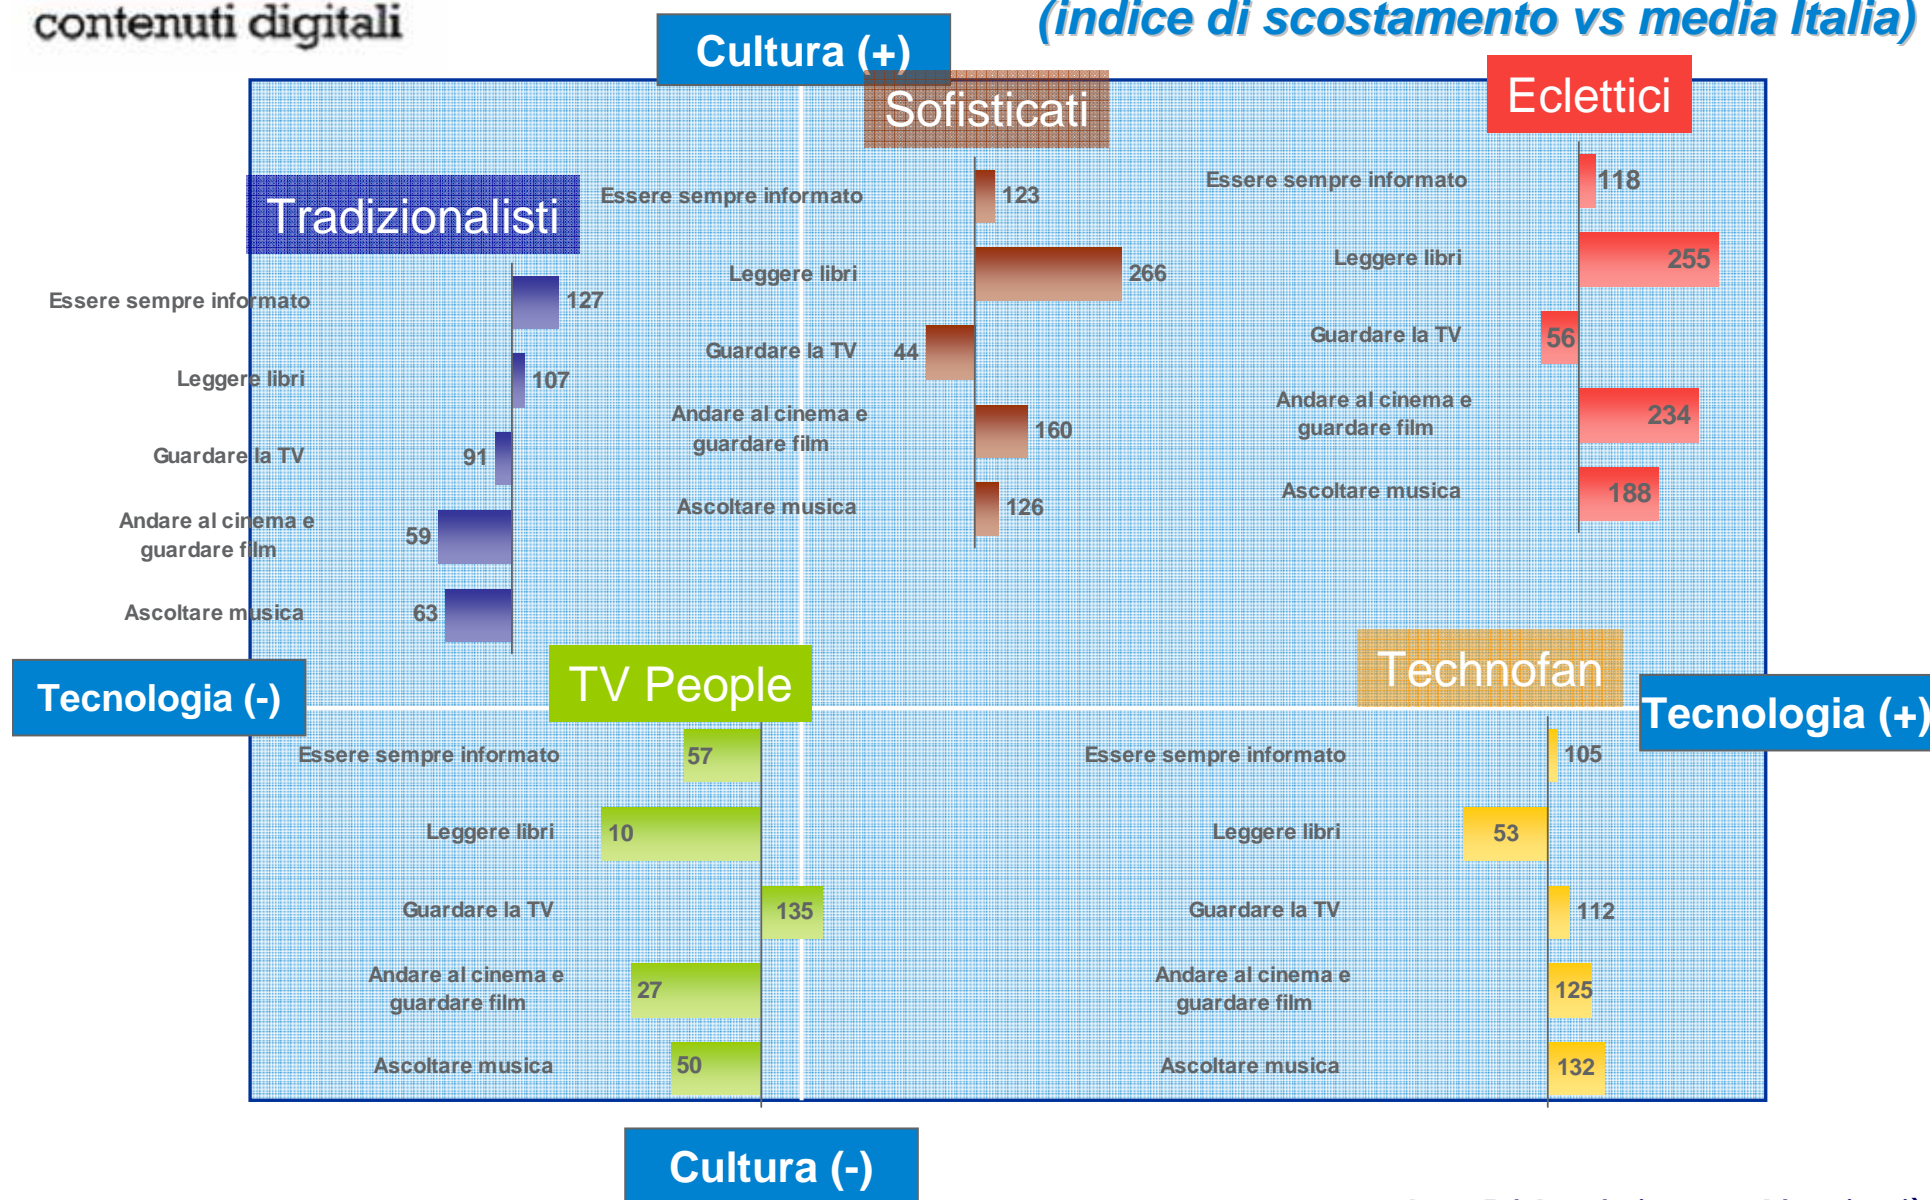 contenuti digitali
(indice di scostamento vs media Italia)
Cultura (+)
Sofisticati
Essere sempre informato
123
Leggere libri
266
Guardare la TV
44
Andare al cinema e
guardare film
160
Ascoltare musica
126
Eclettici
Essere sempre informato
118
Leggere libri
255
Guardare la TV
56
Andare al cinema e
guardare film
234
Ascoltare musica
188
Tradizionalisti
Essere sempre informato
127
Leggere libri
107
Guardare la TV
91
Andare al cinema e
guardare film
59
Ascoltare musica
63
Tecnologia (-)
Tecnologia (+)
TV People
Essere sempre informato
57
Leggere libri
10
Guardare la TV
135
Andare al cinema e
guardare film
27
Ascoltare musica
50
Technofan
Essere sempre informato
105
Leggere libri
53
Guardare la TV
112
Andare al cinema e
guardare film
125
Ascoltare musica
132
Cultura (-)